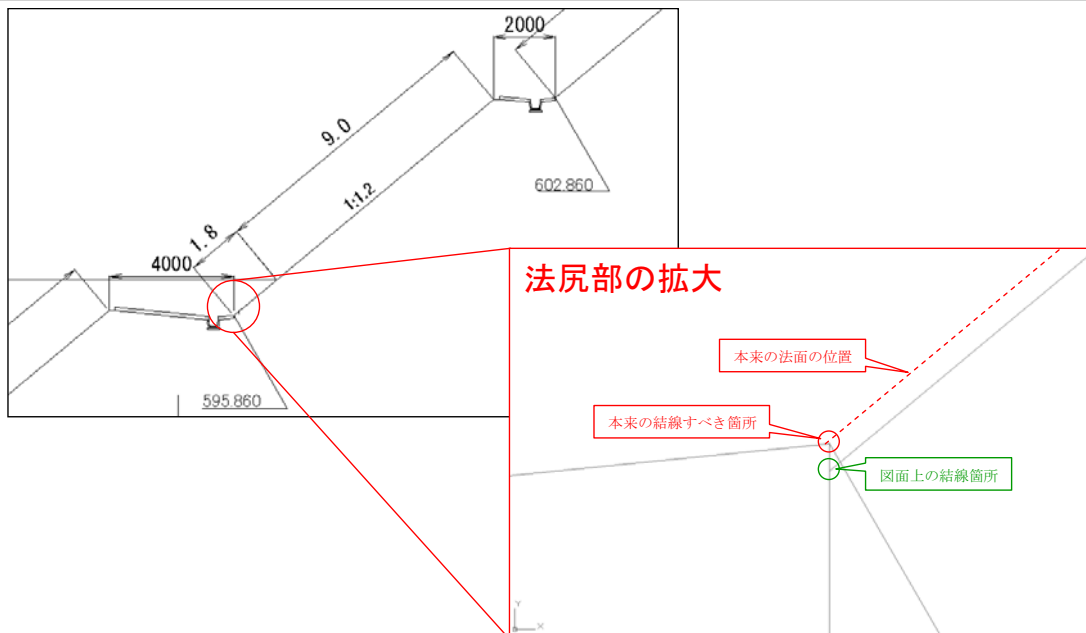 2000
9.0
1:1.2
602.860
1.8
4000
595.860
法尻部の拡大
本来の法面の位置
本来の結線すべき箇所
図面上の結線箇所
Y
X